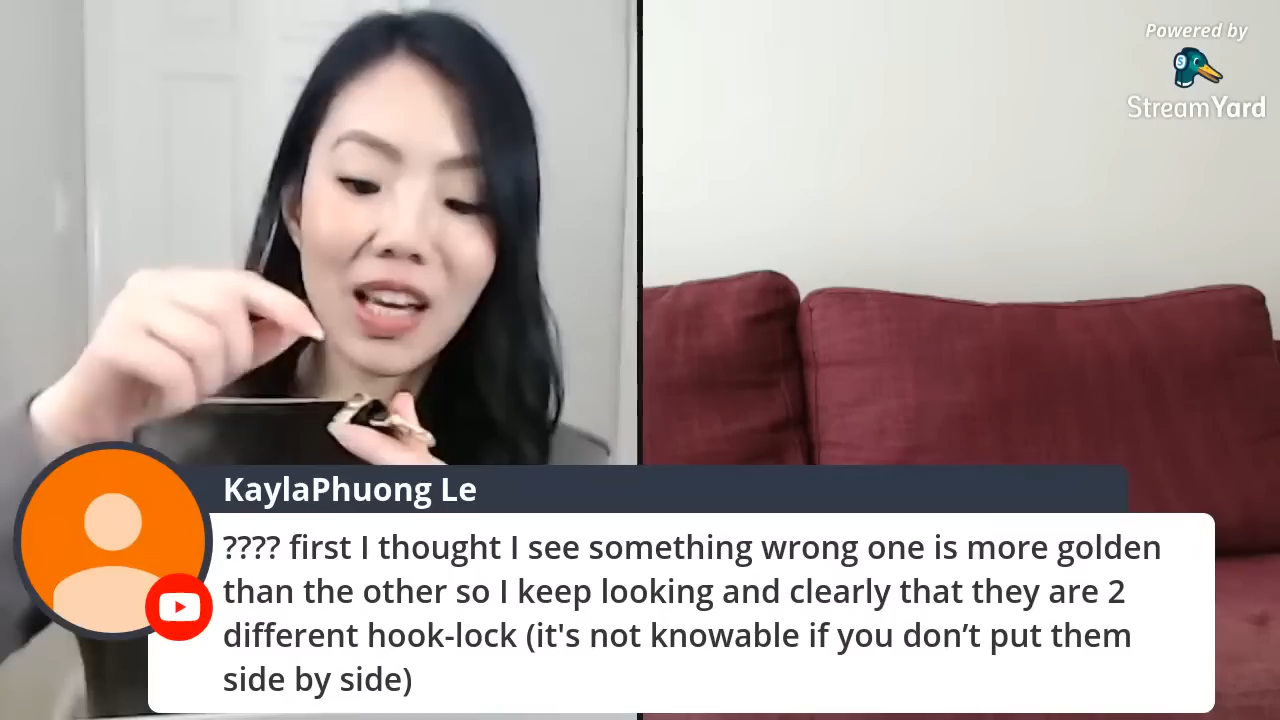 Powered by
StreamYard
KaylaPhuong Le
???? first I thought I see something wrong one is more golden
than the other so I keep looking and clearly that they are 2
different hook-lock (it's not knowable if you don’t put them
side by side)